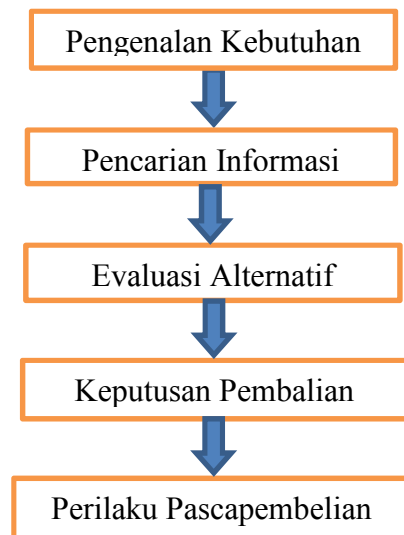 Pengenalan Kebutuhan
Pencarian Informasi
Evaluasi Alternatif
Keputusan Pembalian
Perilaku Pascapembelian